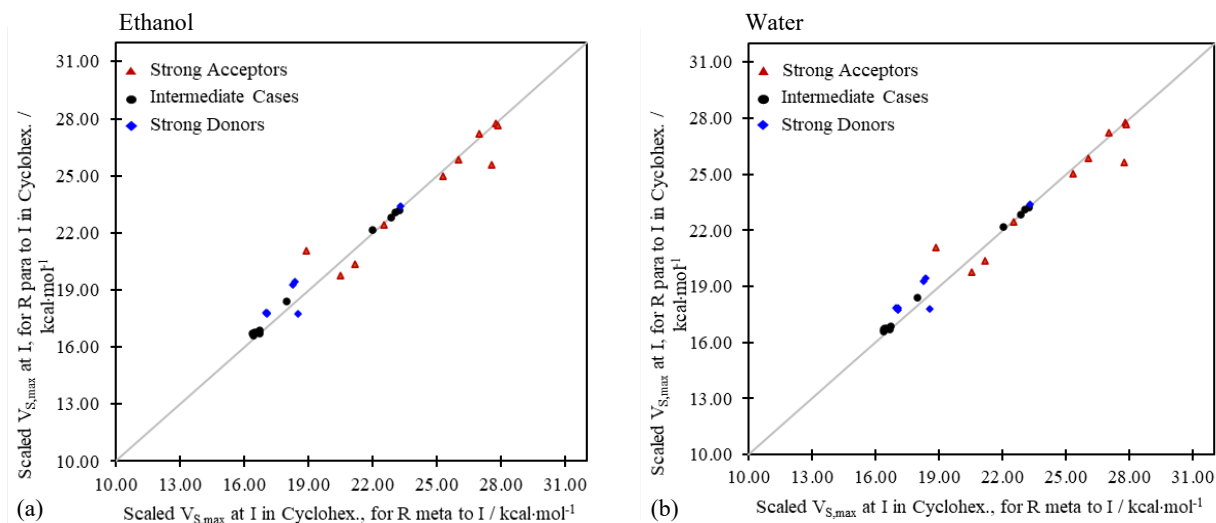 Ethanol
31.00
28.00
25.00
22.00
19.00
16.00
13.00
10.00
Scaled V_S,max at I, for R para to I in Cyclohex. /
kcal·mol⁻¹
Strong Acceptors
Intermediate Cases
Strong Donors
10.00 13.00 16.00 19.00 22.00 25.00 28.00 31.00
(a) Scaled V_S,max at I in Cyclohex., for R meta to I / kcal·mol⁻¹
Water
31.00
28.00
25.00
22.00
19.00
16.00
13.00
10.00
Scaled V_S,max at I, for R para to I in Cyclohex. /
kcal·mol⁻¹
Strong Acceptors
Intermediate Cases
Strong Donors
10.00 13.00 16.00 19.00 22.00 25.00 28.00 31.00
(b) Scaled V_S,max at I in Cyclohex., for R meta to I / kcal·mol⁻¹